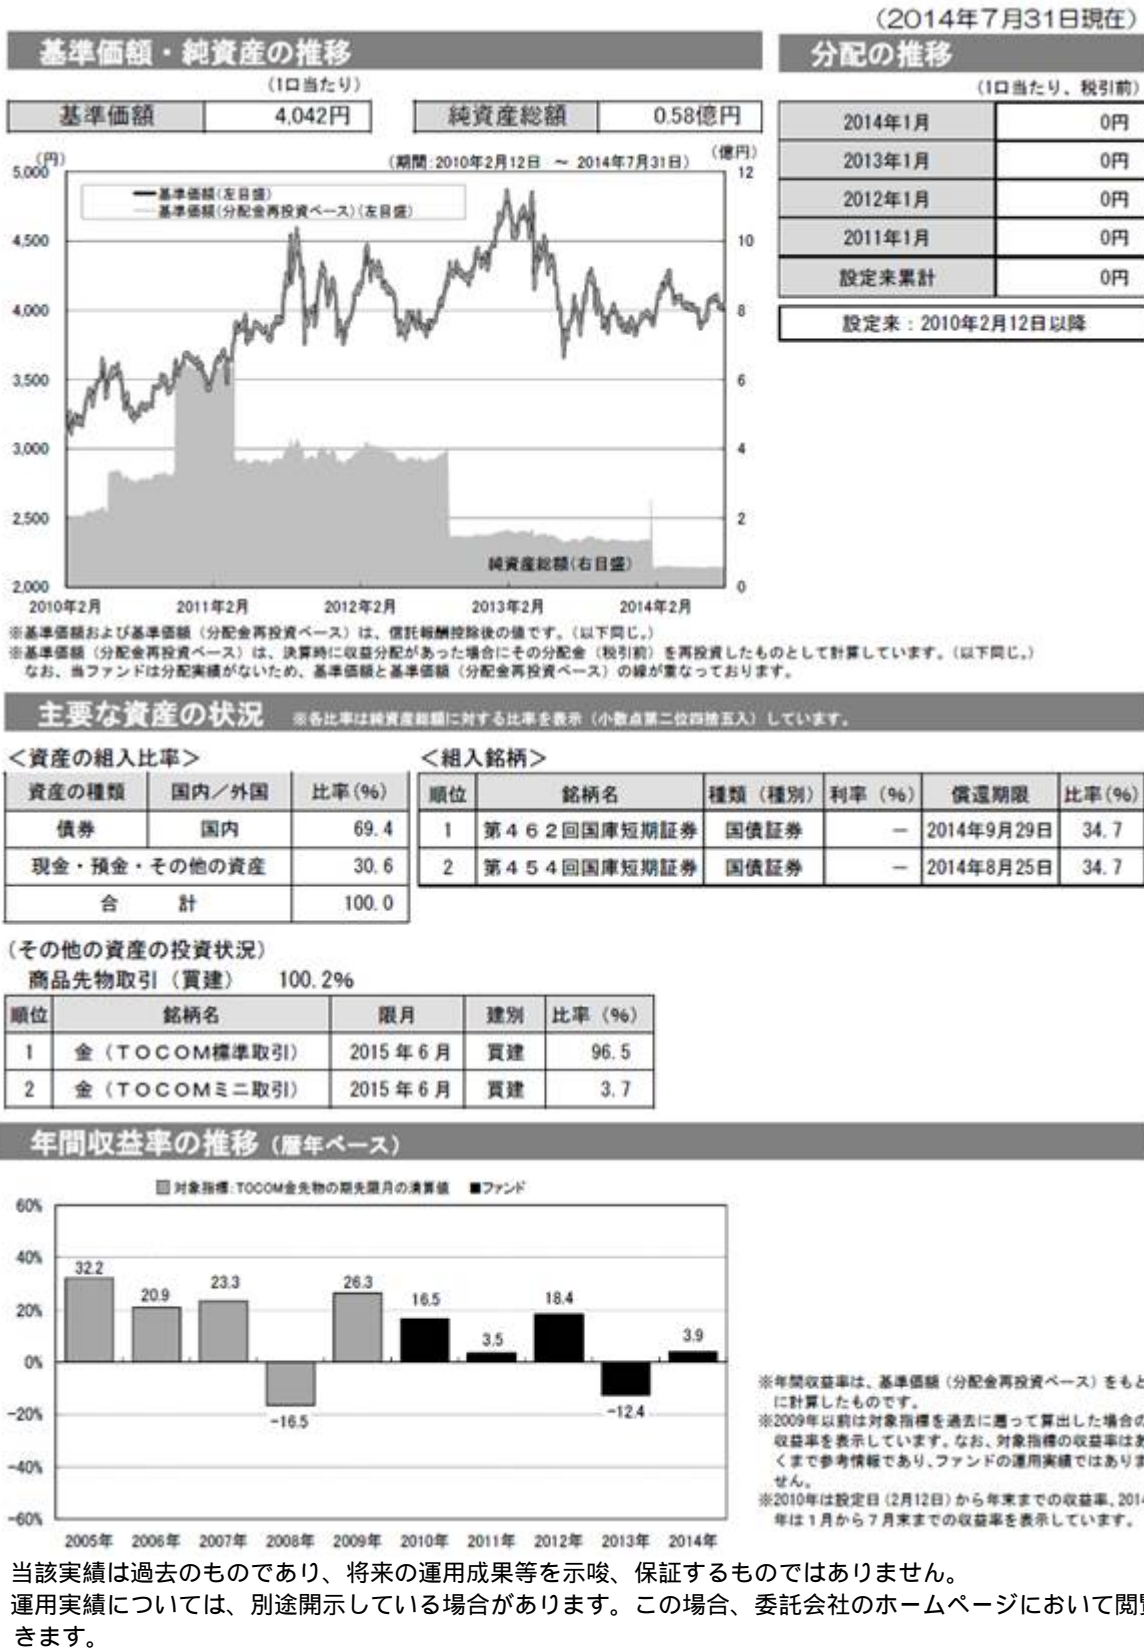 (2014年7月31日現在)
基準価額・純資産の推移
分配の推移
(1口当たり)
(1口当たり、税引前)
基準価額 4,042円 純資産総額 0.58億円
2014年1月 0円
2013年1月 0円
2012年1月 0円
2011年1月 0円
設定来累計 0円
設定来:2010年2月12日以降
(円) (期間:2010年2月12日 ~ 2014年7月31日) (億円)
基準価額(左目盛)
基準価額(分配金再投資ベース)(左目盛)
5,000 12
4,500 10
4,000 8
3,500 6
3,000 4
2,500 2
2,000 0
純資産総額(右目盛)
2010年2月 2011年2月 2012年2月 2013年2月 2014年2月
※基準価額および基準価額(分配金再投資ベース)は、信託報酬控除後の値です。(以下同じ。)
※基準価額(分配金再投資ベース)は、決算時に収益分配があった場合にその分配金(税引前)を再投資したものとして計算しています。(以下同じ。)
なお、当ファンドは分配実績がないため、基準価額と基準価額(分配金再投資ベース)の線が重なっております。
主要な資産の状況 ※各比率は純資産総額に対する比率を表示(小数点第二位四捨五入)しています。
<資産の組入比率>
資産の種類 国内/外国 比率(%)
債券 国内 69.4
現金・預金・その他の資産 30.6
合 計 100.0
<組入銘柄>
順位 銘柄名 種類(種別) 利率(%) 償還期限 比率(%)
1 第462回国庫短期証券 国債証券 - 2014年9月29日 34.7
2 第454回国庫短期証券 国債証券 - 2014年8月25日 34.7
(その他の資産の投資状況)
商品先物取引(買建) 100.2%
順位 銘柄名 限月 建別 比率(%)
1 金(TOCOM標準取引) 2015年6月 買建 96.5
2 金(TOCOMミニ取引) 2015年6月 買建 3.7
年間収益率の推移(暦年ベース)
対象指標:TOCOM金先物の期先限月の清算値 ■ファンド
60%
40%
20%
0%
-20%
-40%
-60%
32.2 20.9 23.3 -16.5 26.3 16.5 3.5 18.4 -12.4 3.9
2005年 2006年 2007年 2008年 2009年 2010年 2011年 2012年 2013年 2014年
※年間収益率は、基準価額(分配金再投資ベース)をもと
に計算したものです。
※2009年以前は対象指標を過去に遡って算出した場合の
収益率を表示しています。なお、対象指標の収益率はあ
くまで参考情報であり、ファンドの運用実績ではありま
せん。
※2010年は設定日(2月12日)から年末までの収益率、2014
年は1月から7月末までの収益率を表示しています。
当該実績は過去のものであり、将来の運用成果等を示唆、保証するものではありません。
運用実績については、別途開示している場合があります。この場合、委託会社のホームページにおいて閲覧
きます。